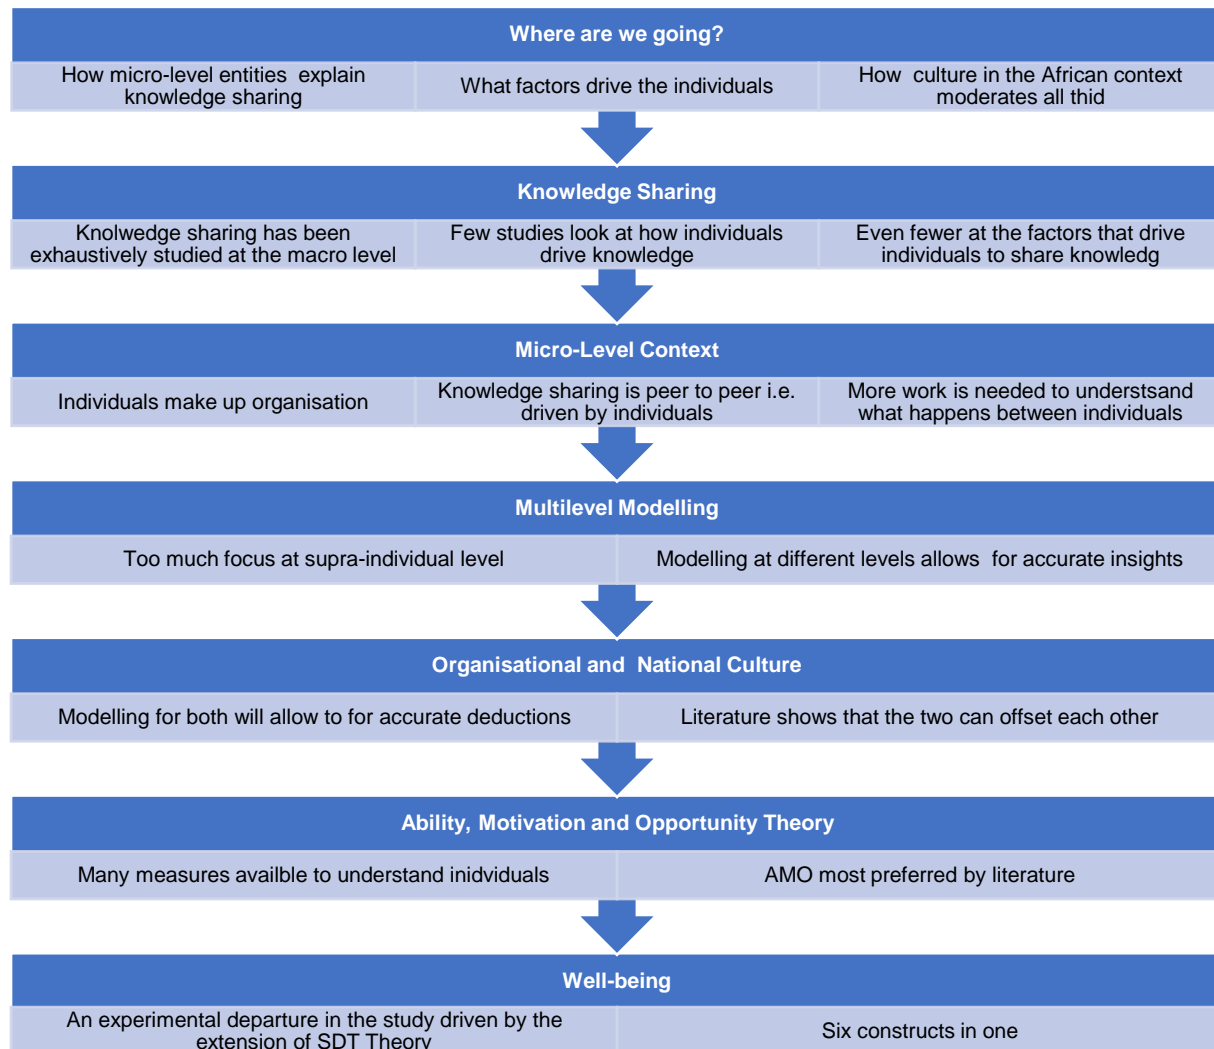 Where are we going?
How micro-level entities explain
knowledge sharing
What factors drive the individuals
How culture in the African context
moderates all thid
Knowledge Sharing
Knolwedge sharing has been
exhaustively studied at the macro level
Few studies look at how individuals
drive knowledge
Even fewer at the factors that drive
individuals to share knowledg
Micro-Level Context
Individuals make up organisation
Knowledge sharing is peer to peer i.e.
driven by individuals
More work is needed to understsand
what happens between individuals
Multilevel Modelling
Too much focus at supra-individual level
Modelling at different levels allows for accurate insights
Organisational and National Culture
Modelling for both will allow to for accurate deductions
Literature shows that the two can offset each other
Ability, Motivation and Opportunity Theory
Many measures availble to understand inidviduals
AMO most preferred by literature
Well-being
An experimental departure in the study driven by the
extension of SDT Theory
Six constructs in one